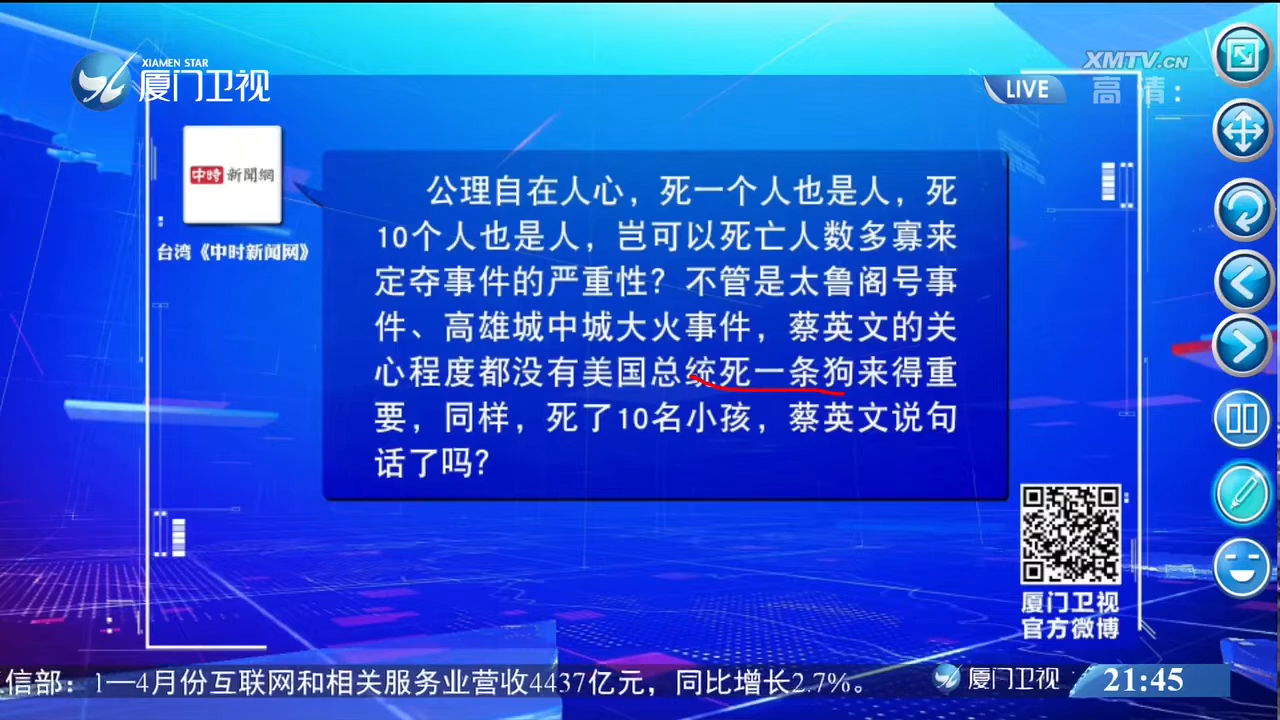 XIAMEN STAR
厦门卫视
XMTV.CN
LIVE
高清:
中時新聞網
台湾《中时新闻网》
公理自在人心，死一个人也是人，死
10个人也是人，岂可以死亡人数多寡来
定夺事件的严重性？不管是太鲁阁号事
件、高雄城中城大火事件，蔡英文的关
心程度都没有美国总统死一条狗来得重
要，同样，死了10名小孩，蔡英文说句
话了吗？
厦门卫视
官方微博
信部：1—4月份互联网和相关服务业营收4437亿元，同比增长2.7%。
厦门卫视
21:45